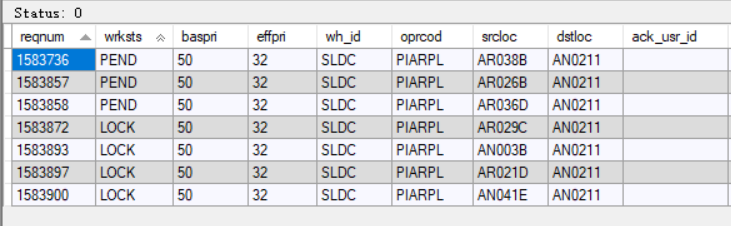 Status: 0
reqnum wrksts baspri effpri wh_id oprcod srcloc dstloc ack_usr_id
1583736 PEND 50 32 SLDC PIARPL AR038B AN0211
1583857 PEND 50 32 SLDC PIARPL AR026B AN0211
1583858 PEND 50 32 SLDC PIARPL AR036D AN0211
1583872 LOCK 50 32 SLDC PIARPL AR029C AN0211
1583893 LOCK 50 32 SLDC PIARPL AN003B AN0211
1583897 LOCK 50 32 SLDC PIARPL AR021D AN0211
1583900 LOCK 50 32 SLDC PIARPL AN041E AN0211